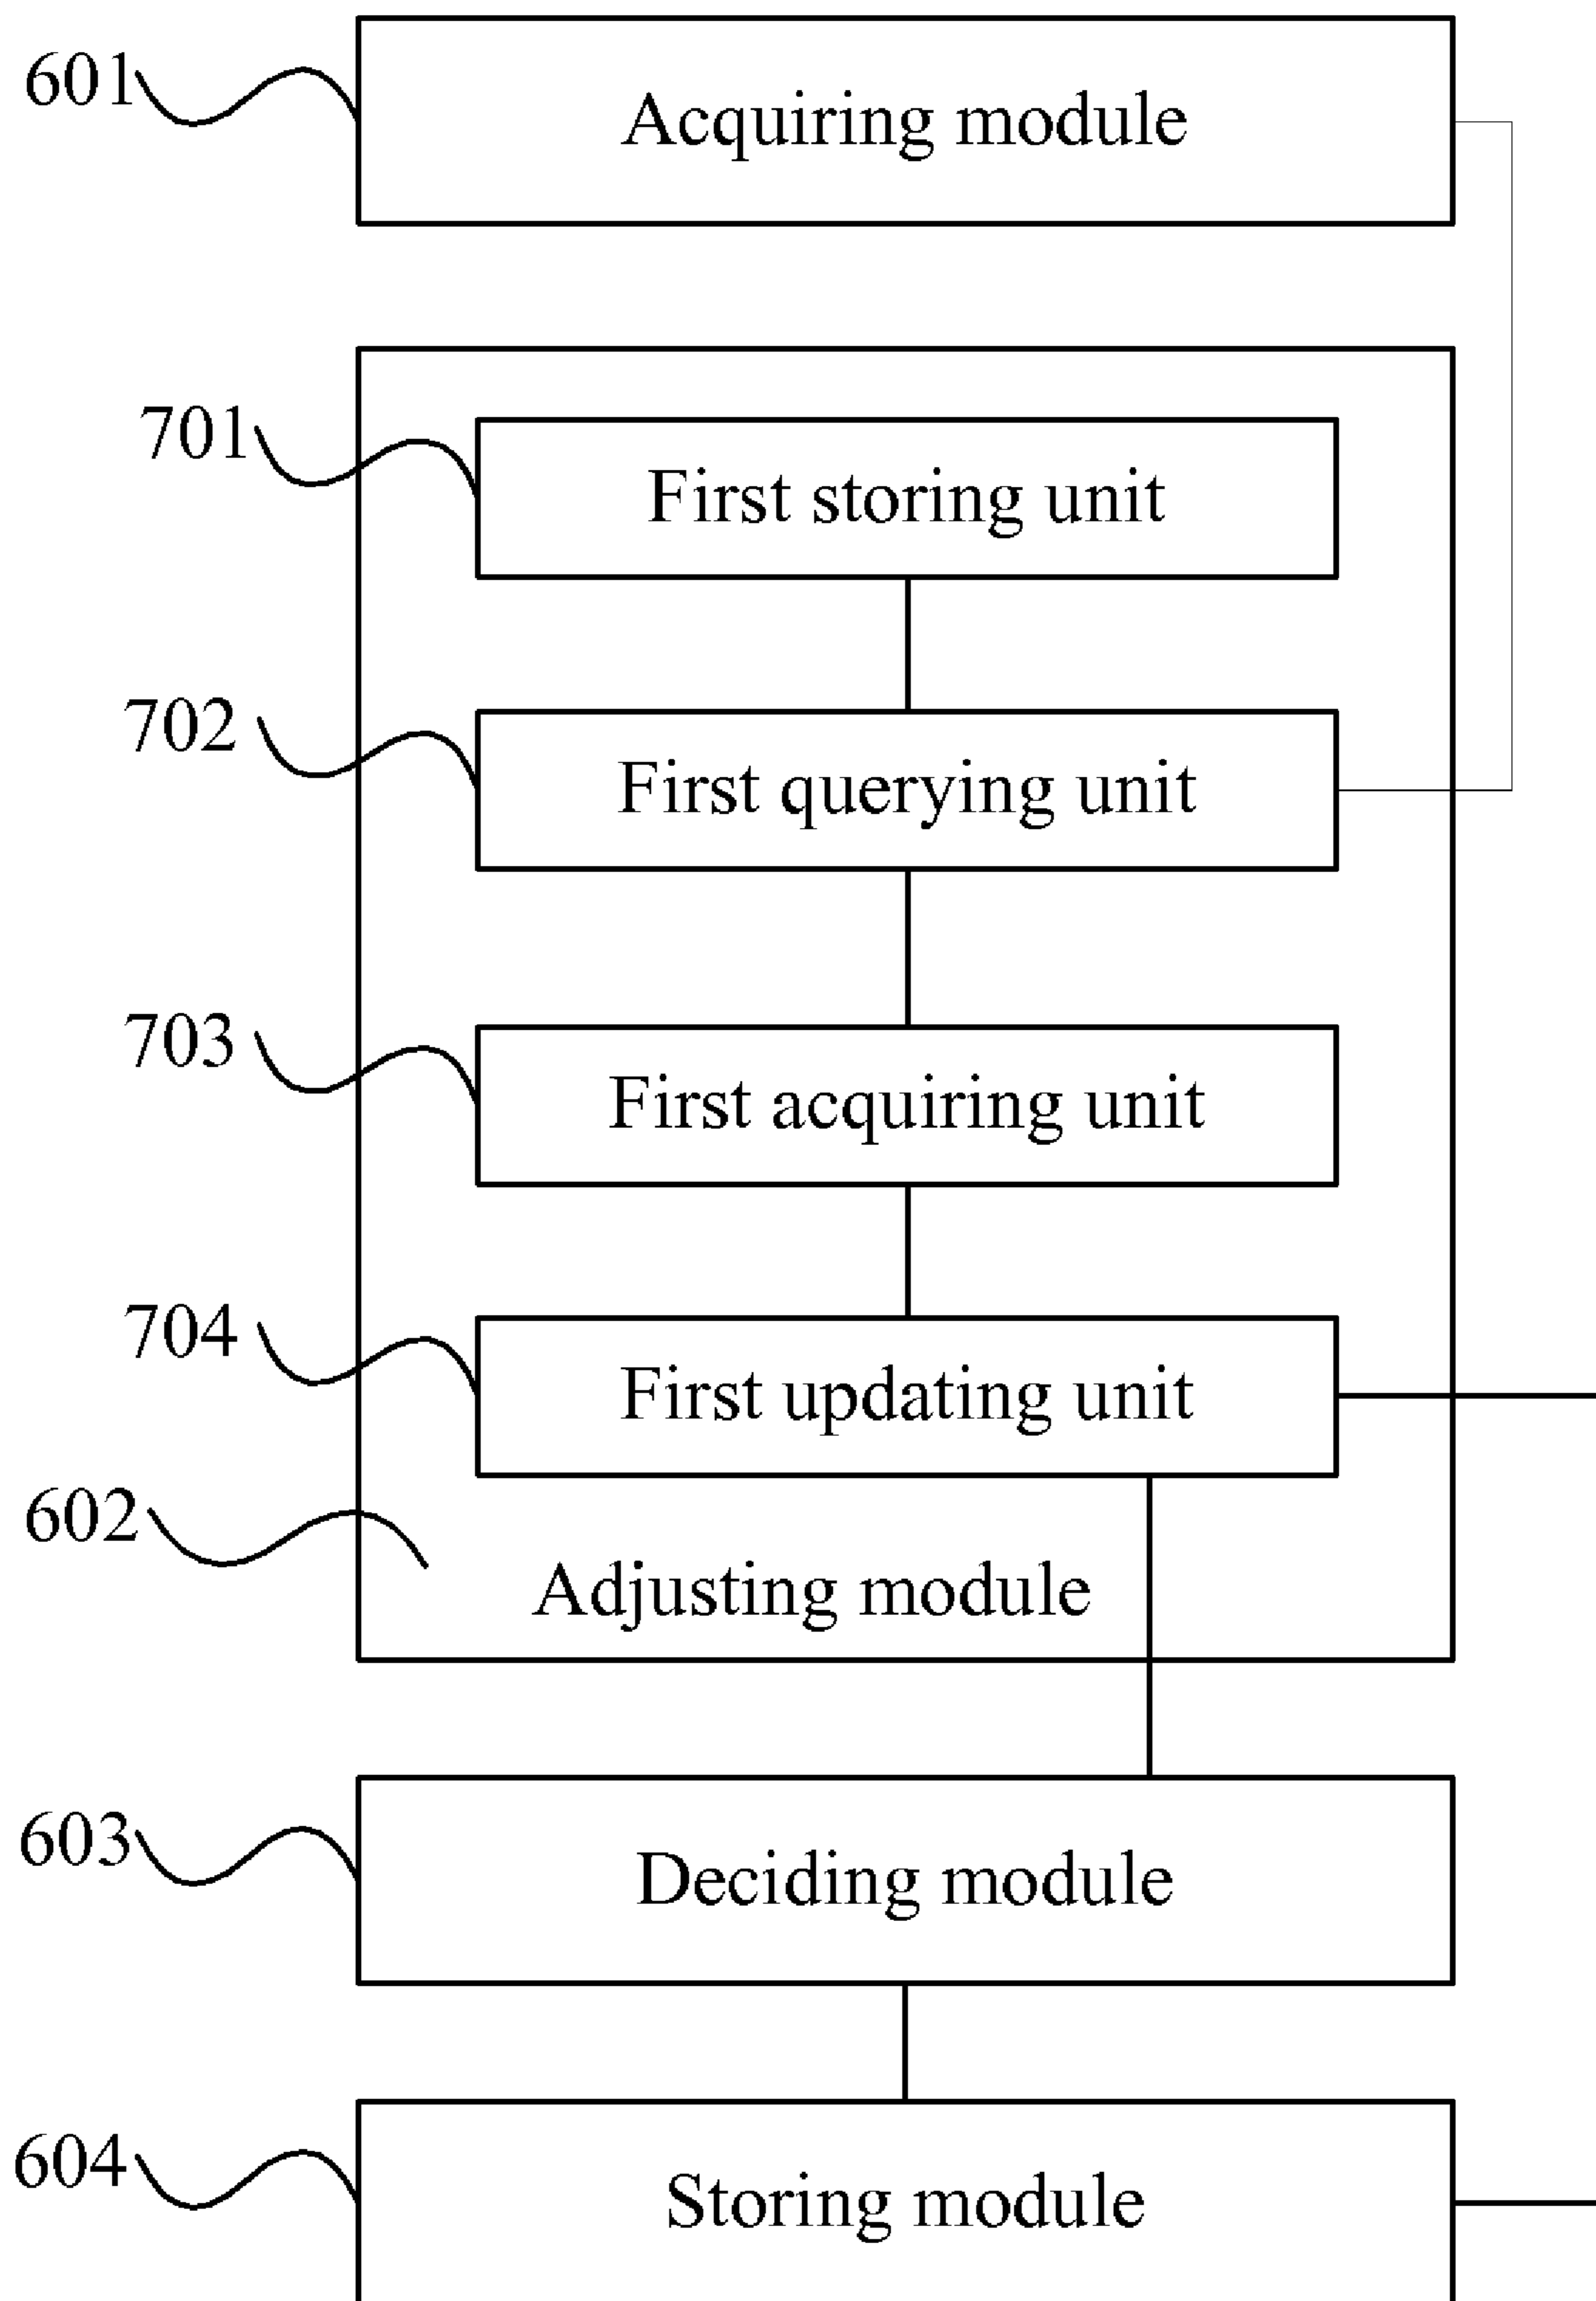 601
Acquiring module
701
First storing unit
702
First querying unit
703
First acquiring unit
704
First updating unit
602
Adjusting module
603
Deciding module
604
Storing module